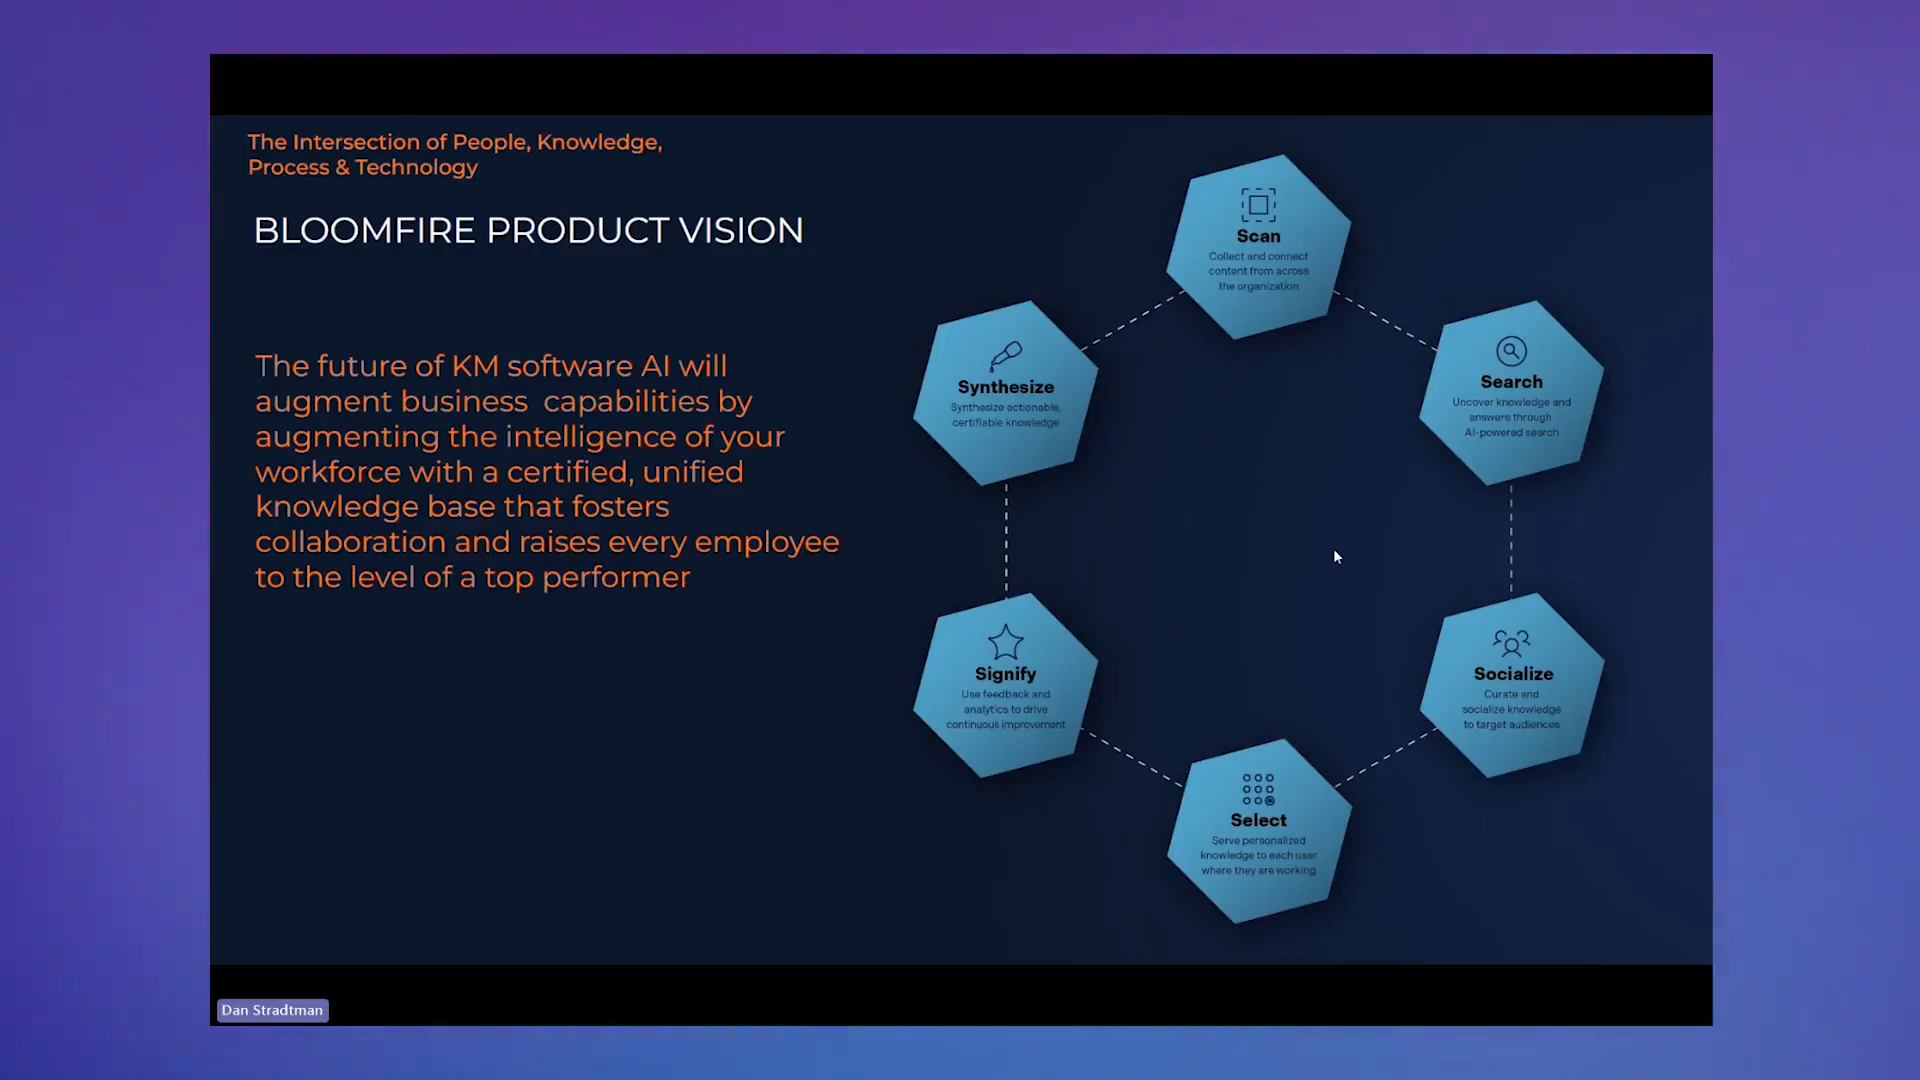 The Intersection of People, Knowledge,
Process & Technology
BLOOMFIRE PRODUCT VISION
The future of KM software AI will
augment business capabilities by
augmenting the intelligence of your
workforce with a certified, unified
knowledge base that fosters
collaboration and raises every employee
to the level of a top performer
Scan
Collect and connect
content from across
the organization
Search
Uncover knowledge and
answers through
AI-powered search
Socialize
Curate and
socialize knowledge
to target audiences
Select
Serve personalized
knowledge to each user
where they are working
Signify
Use feedback and
analytics to drive
continuous improvement
Synthesize
Synthesize actionable,
certifiable knowledge
Dan Stradtman